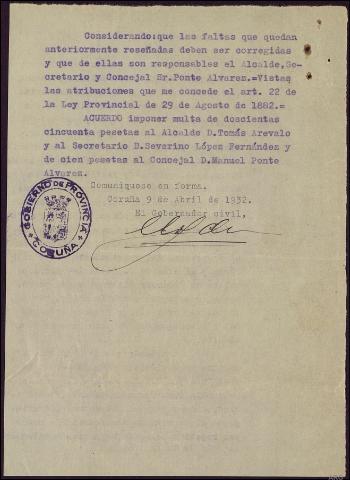 Considerando:que las faltas que quedan
anteriormente reseñadas deben ser corregidas
y que de ellas son responsables el Alcalde,Se-
cretario y Concejal Sr.Ponte Alvarez.=Vistas
las atribuciones que me concede el art. 22 de
la Ley Provincial de 29 de Agosto de 1882.=
ACUERDO imponer multa de doscientas
cincuenta pesetas al Alcalde D.Tomás Arevalo
y al Secretario D.Severino López Fernández y
de cien pesetas al Concejal D.Manuel Ponte
Alvarez.
Comuniquese en forma.
Coruña 9 de Abril de 1932.
El Gobernador civil,
GOBIERNO DE PROVINCIA
CORUÑA